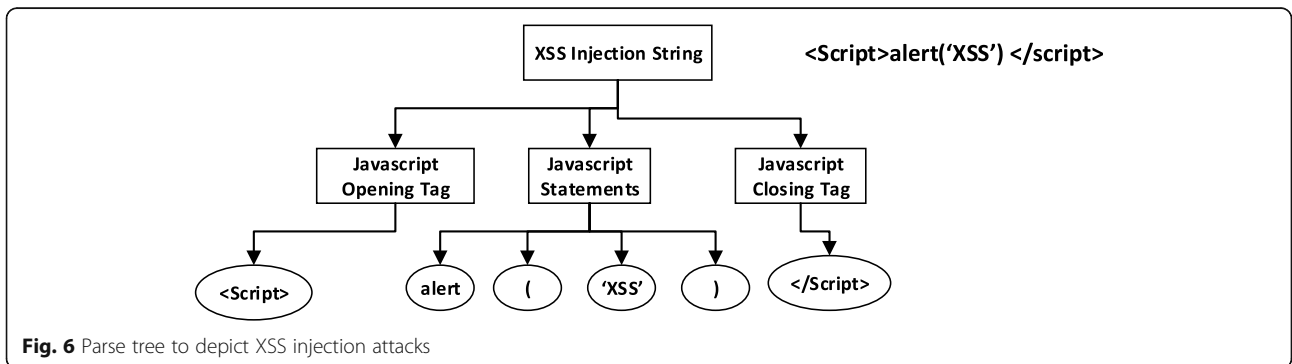 XSS Injection String
<Script>alert(‘XSS’) </script>
Javascript
Opening Tag
Javascript
Statements
Javascript
Closing Tag
<Script>
alert
(
‘XSS’
)
</Script>
Fig. 6 Parse tree to depict XSS injection attacks